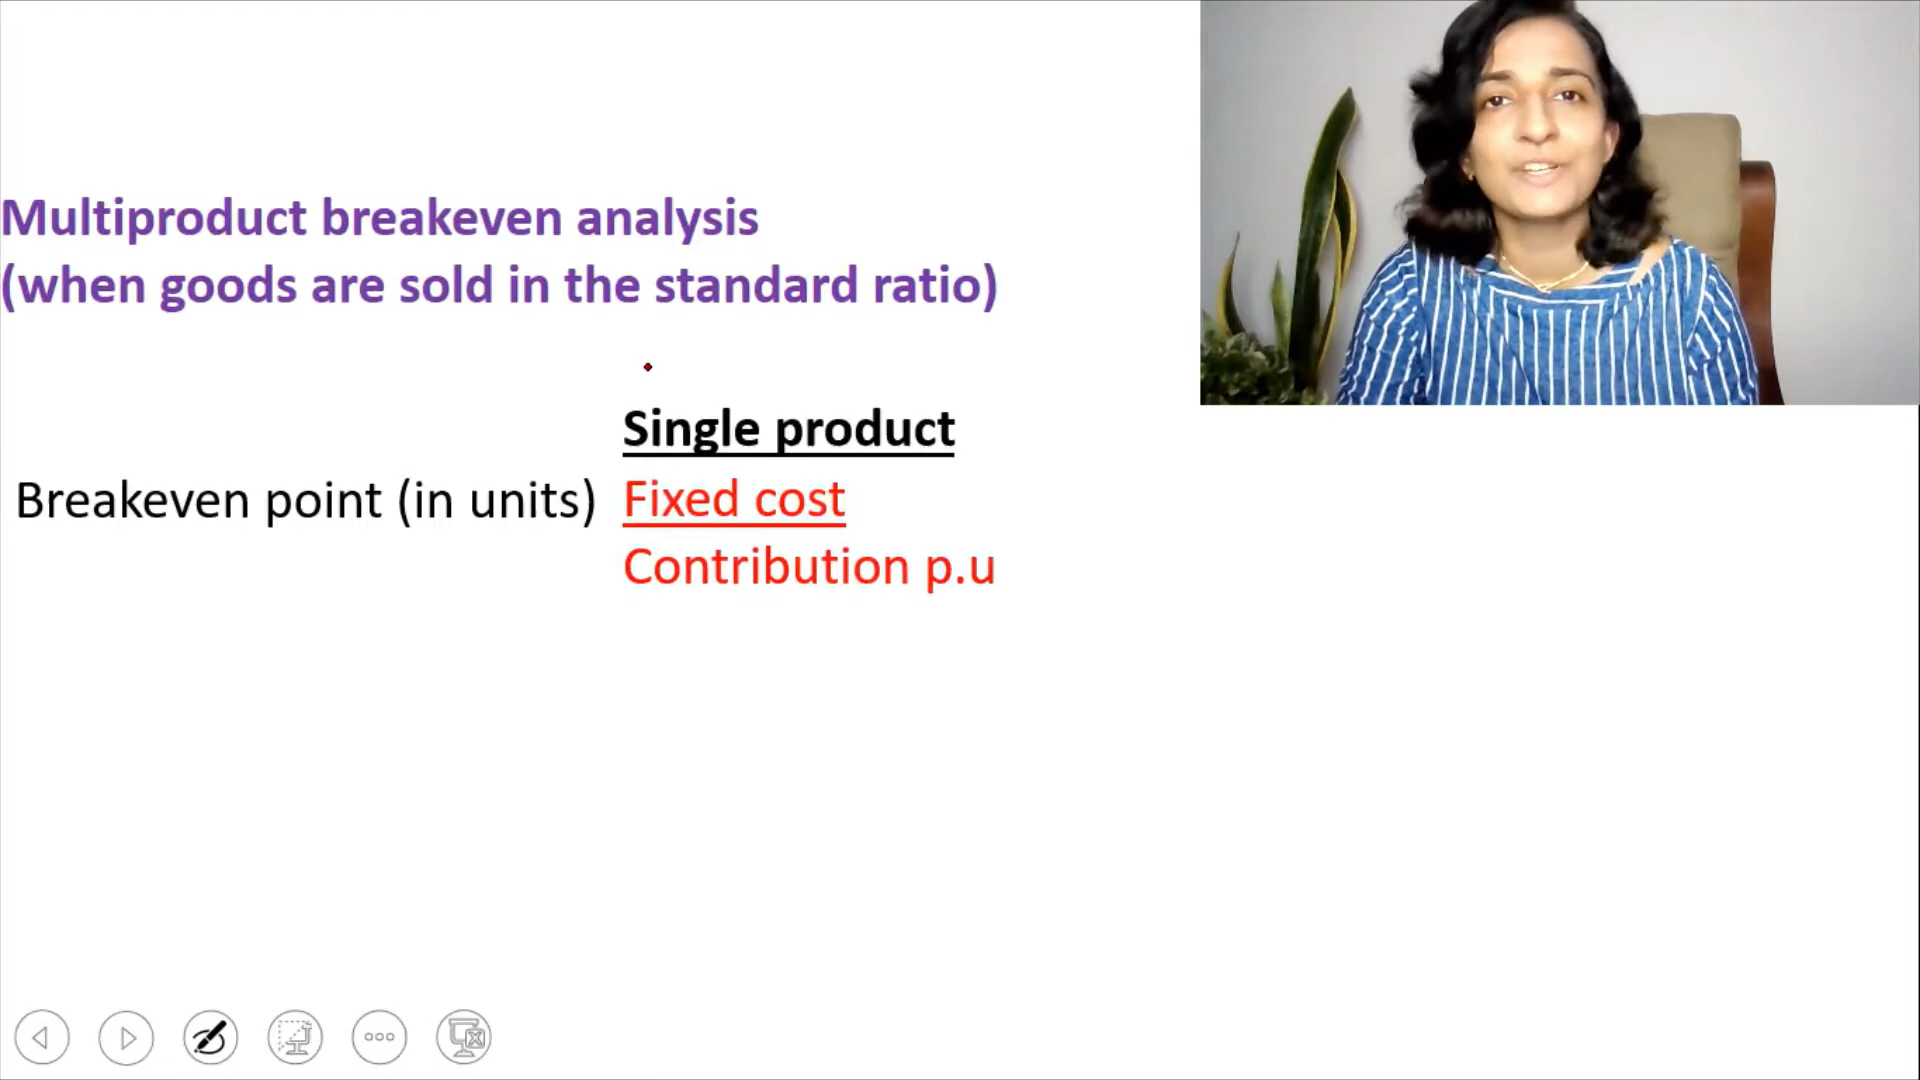 Multiproduct breakeven analysis
(when goods are sold in the standard ratio)
Single product
Breakeven point (in units) Fixed cost
Contribution p.u